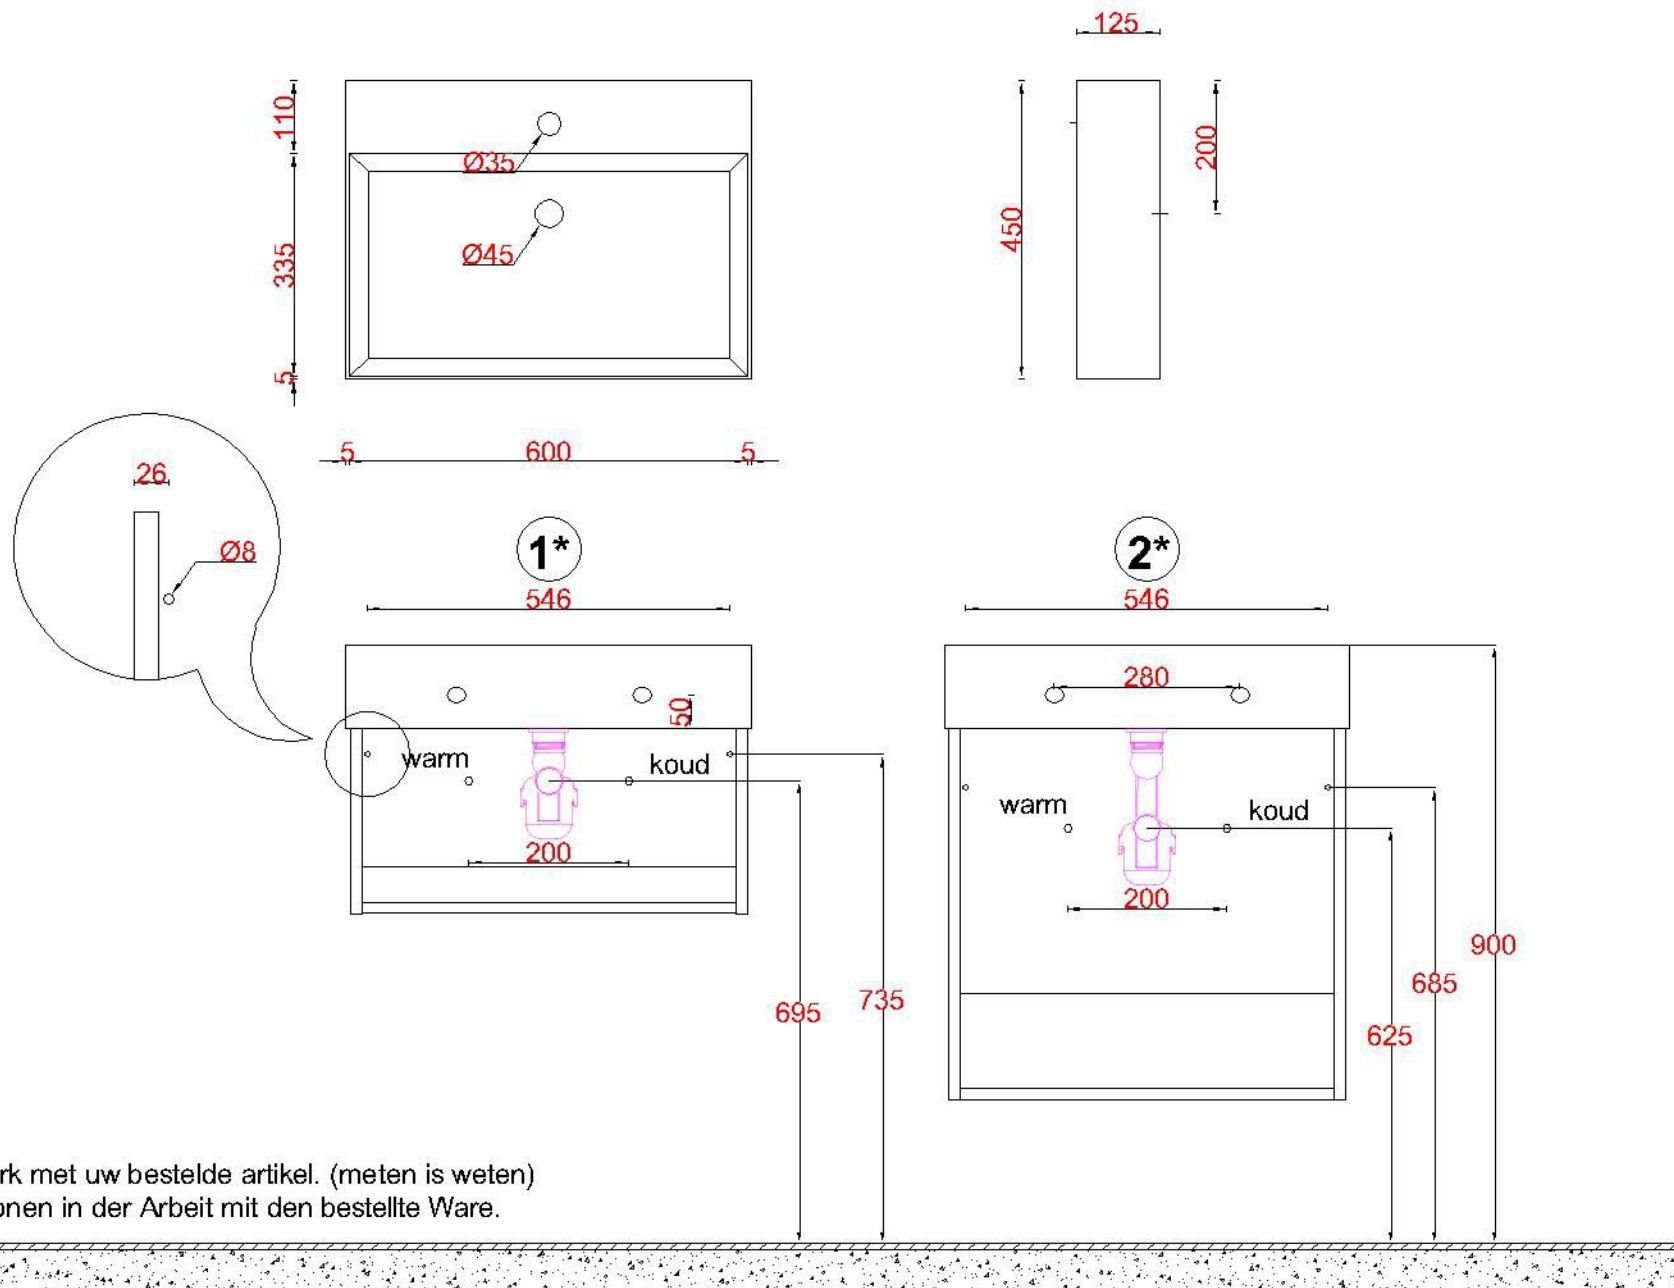 125
110
Ø35
200
335
Ø45
450
5
5 600 5
26
Ø8
1*
2*
546
546
280
50
warm
koud
warm
koud
200
200
900
685
735
695
625
rk met uw bestelde artikel. (meten is weten)
onen in der Arbeit mit den bestellte Ware.